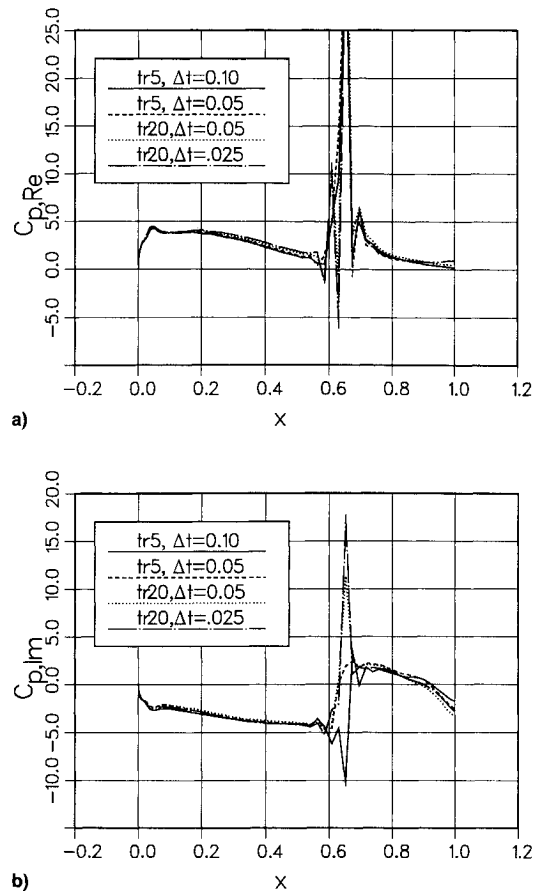 25.0
20.0
15.0
10.0
5.0
0.0
-5.0
C_p,Re
tr5, Δt=0.10
tr5, Δt=0.05
tr20,Δt=0.05
tr20,Δt=.025
-0.2 0.0 0.2 0.4 0.6 0.8 1.0 1.2
a)
X
20.0
15.0
10.0
5.0
0.0
-5.0
-10.0
C_p,Im
tr5, Δt=0.10
tr5, Δt=0.05
tr20,Δt=0.05
tr20,Δt=.025
-0.2 0.0 0.2 0.4 0.6 0.8 1.0 1.2
b)
X